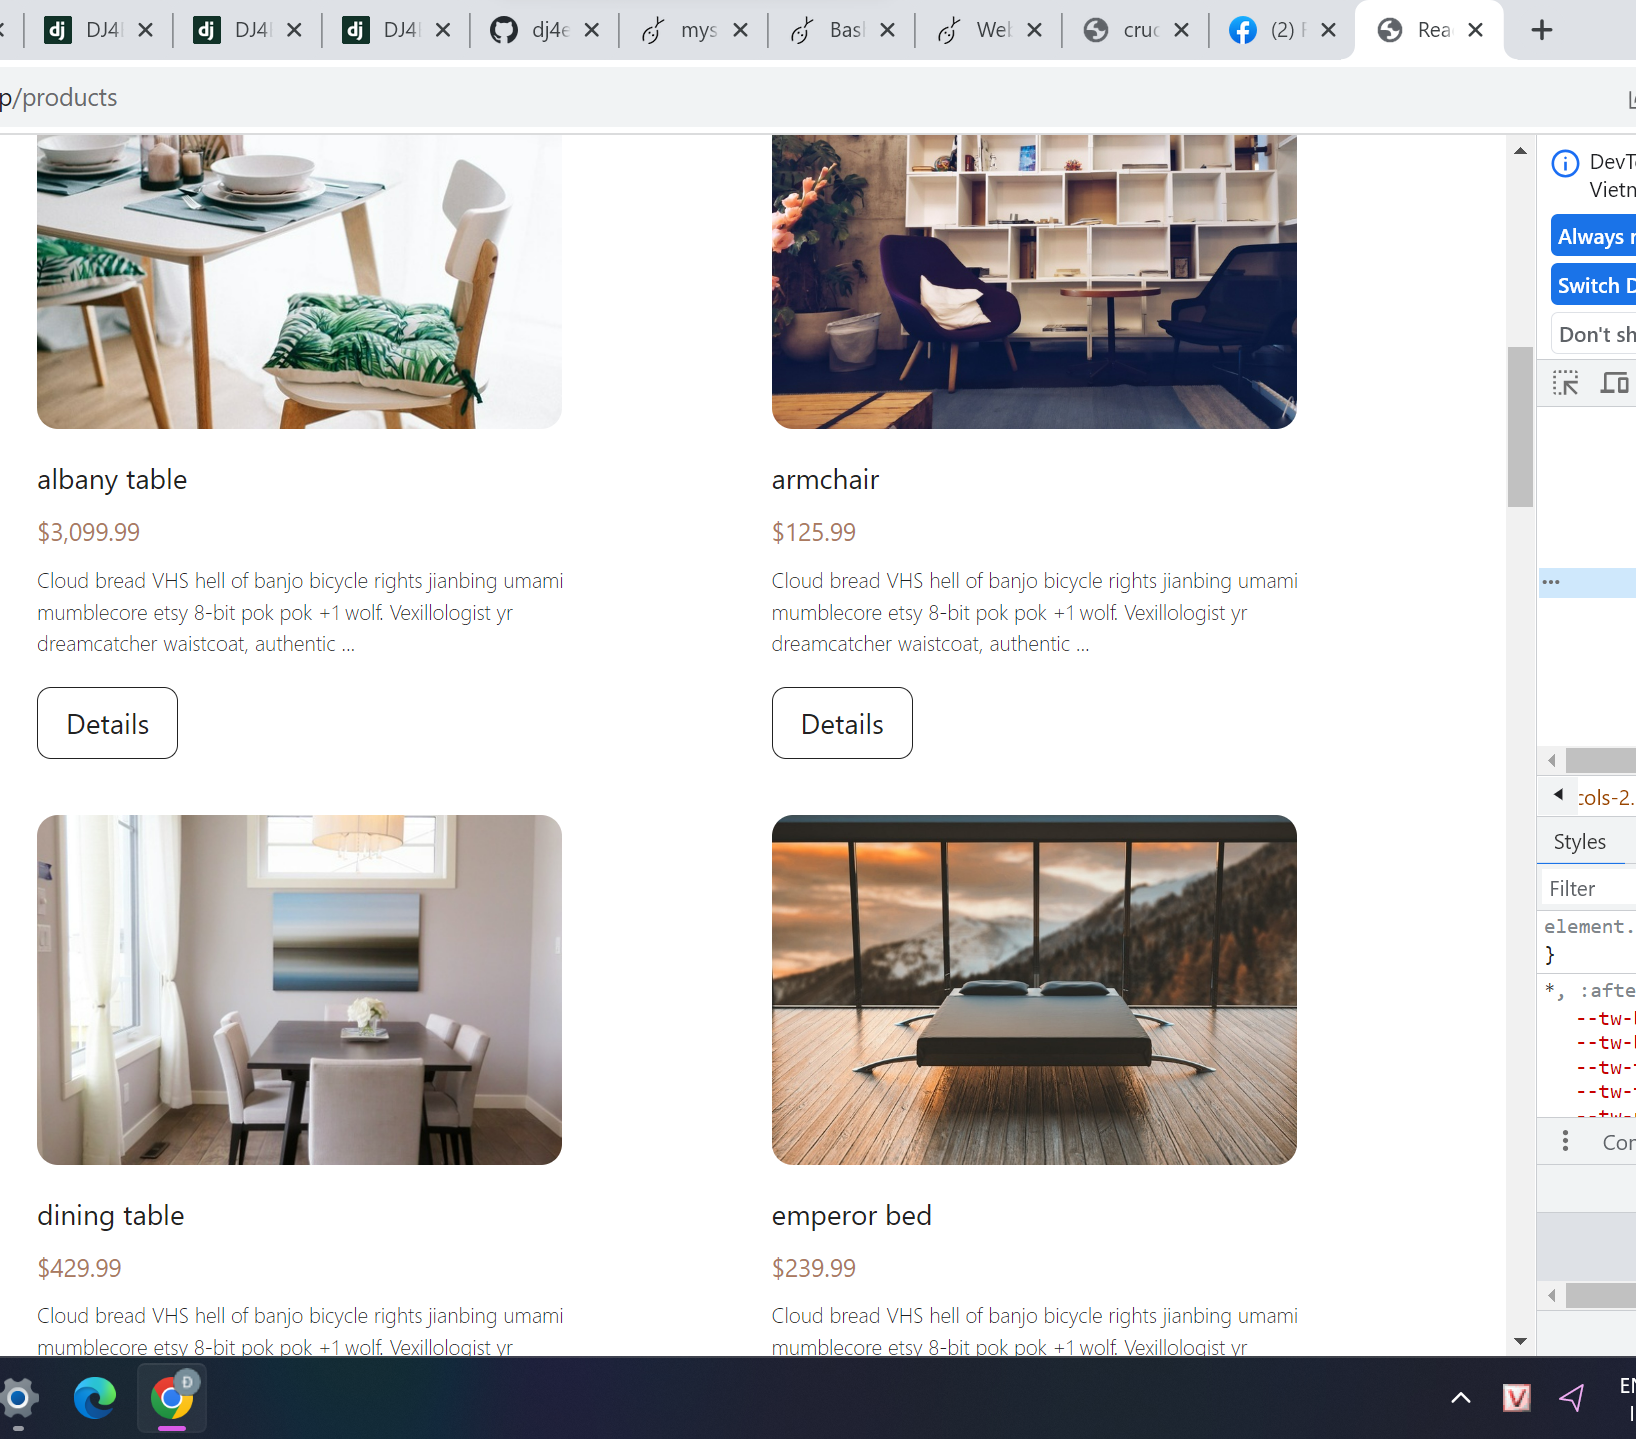 DJ4
DJ4
DJ4
dj4e
mys
Bas
Web
cruc
(2) F
Rea
p/products
DevT
Vietn
Always r
Switch D
Don't sh
albany table
armchair
$3,099.99
$125.99
Cloud bread VHS hell of banjo bicycle rights jianbing umami
mumblecore etsy 8-bit pok pok +1 wolf. Vexillologist yr
dreamcatcher waistcoat, authentic ...
Cloud bread VHS hell of banjo bicycle rights jianbing umami
mumblecore etsy 8-bit pok pok +1 wolf. Vexillologist yr
dreamcatcher waistcoat, authentic ...
Details
Details
cols-2.
Styles
Filter
element.
}
*, :afte
--tw-
--tw-
--tw-
--tw-
--tw-
Cor
dining table
emperor bed
$429.99
$239.99
Cloud bread VHS hell of banjo bicycle rights jianbing umami
mumblecore etsy 8-bit pok pok +1 wolf. Vexillologist yr
Cloud bread VHS hell of banjo bicycle rights jianbing umami
mumblecore etsy 8-bit pok pok +1 wolf. Vexillologist yr
Đ
V
EN